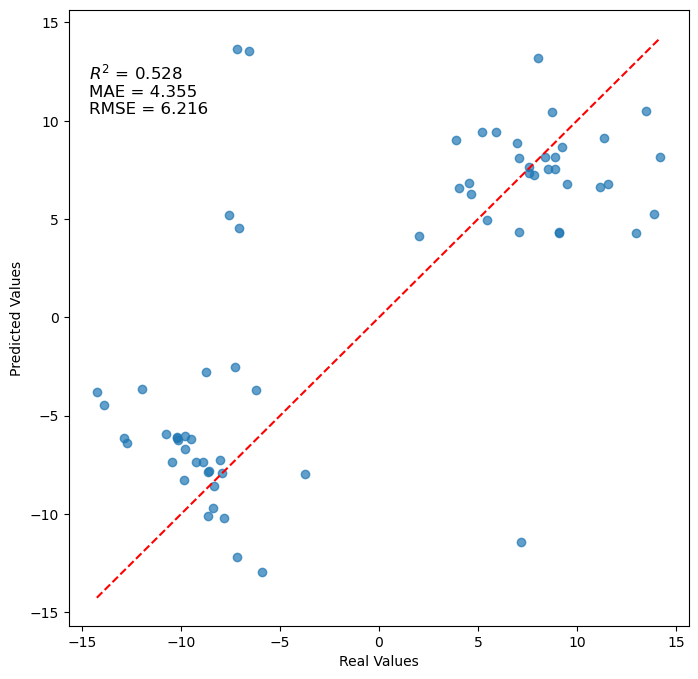 R² = 0.528
MAE = 4.355
RMSE = 6.216
15
10
5
0
−5
−10
−15
Predicted Values
−15 −10 −5 0 5 10 15
Real Values